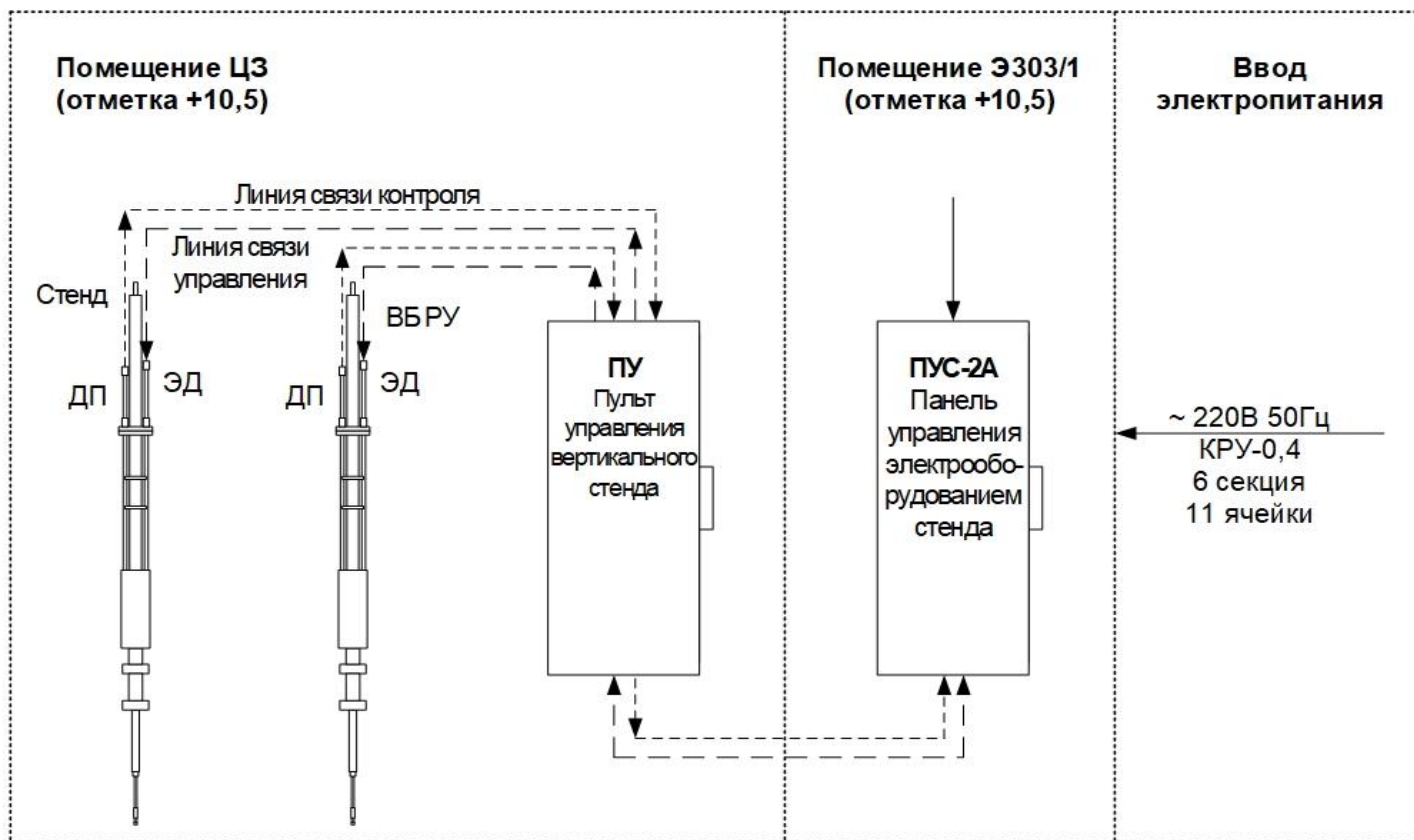 Помещение ЦЗ
(отметка +10,5)
Помещение Э303/1
(отметка +10,5)
Ввод
электропитания
Линия связи контроля
Линия связи
управления
Стенд
ВБ РУ
ДП
ЭД
ДП
ЭД
ПУ
Пульт
управления
вертикального
стенда
ПУС-2А
Панель
управления
электрообо-
рудованием
стенда
~ 220В 50Гц
КРУ-0,4
6 секция
11 ячейки